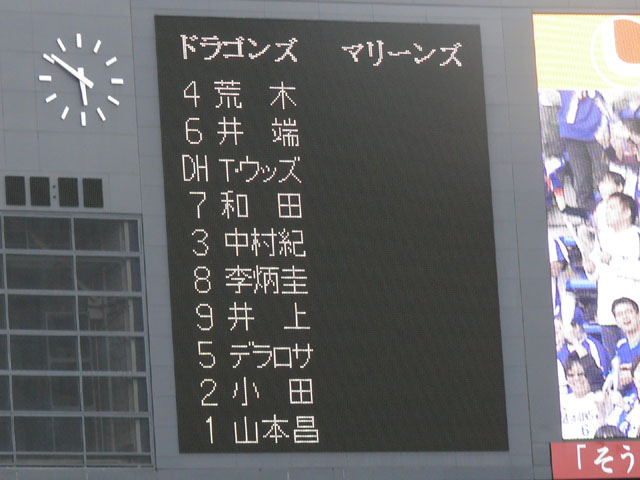 ドラゴンズ マリーンズ
4 荒 木
6 井 端
DH T・ウッズ
7 和 田
3 中村紀
8 李炳圭
9 井 上
5 デラロサ
2 小 田
1 山本昌
「そう